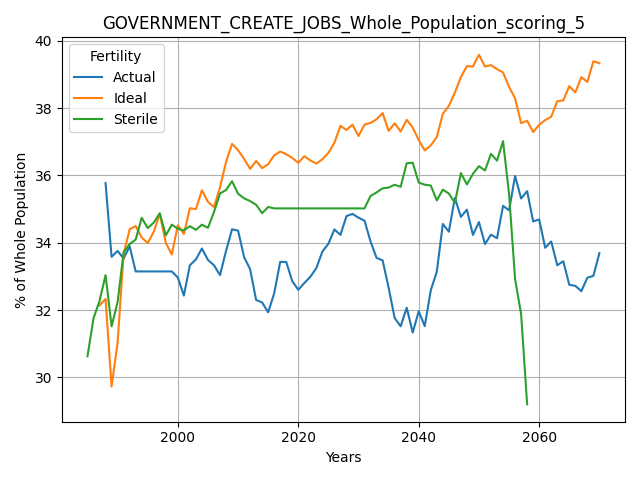 GOVERNMENT_CREATE_JOBS_Whole_Population_scoring_5
Fertility
Actual
Ideal
Sterile
% of Whole Population
40
38
36
34
32
30
2000
2020
2040
2060
Years